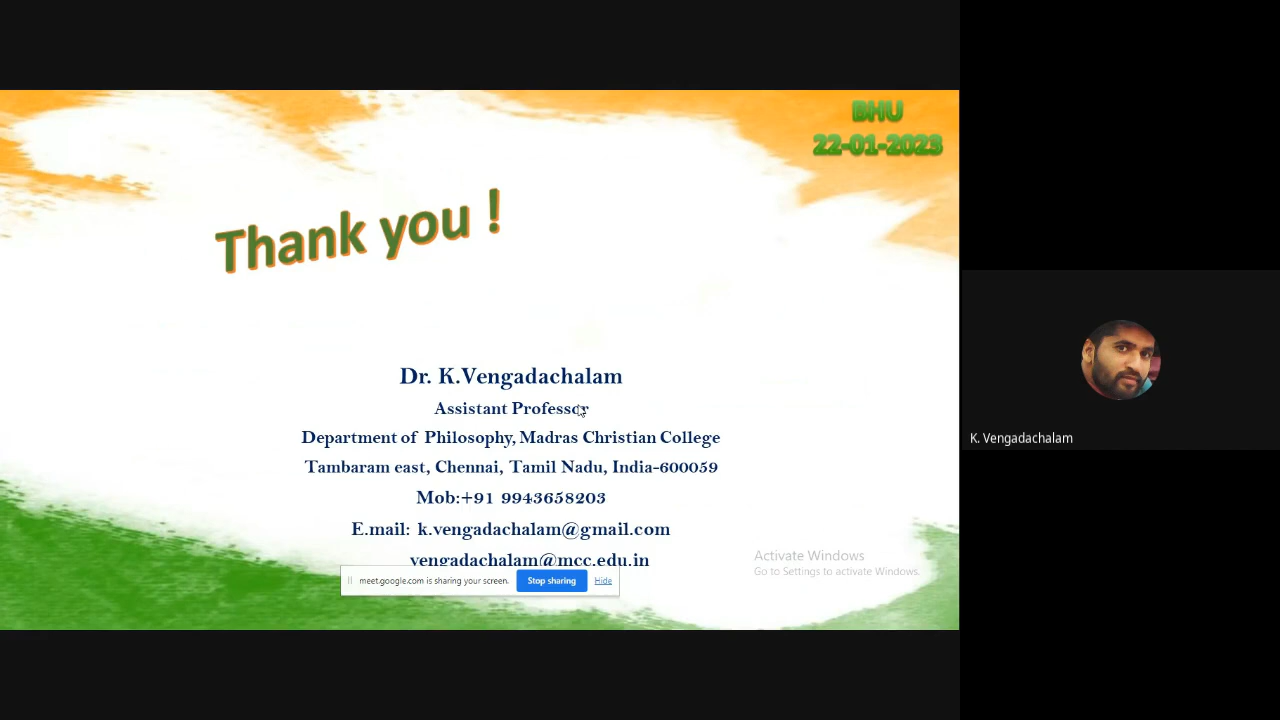 BHU
22-01-2023
Thank you !
Dr. K.Vengadachalam
Assistant Professor
Department of Philosophy, Madras Christian College
Tambaram east, Chennai, Tamil Nadu, India-600059
Mob:+91 9943658203
E.mail: k.vengadachalam@gmail.com
vengadachalam@mcc.edu.in
meet.google.com is sharing your screen. Stop sharing Hide
Activate Windows
Go to Settings to activate Windows.
K. Vengadachalam